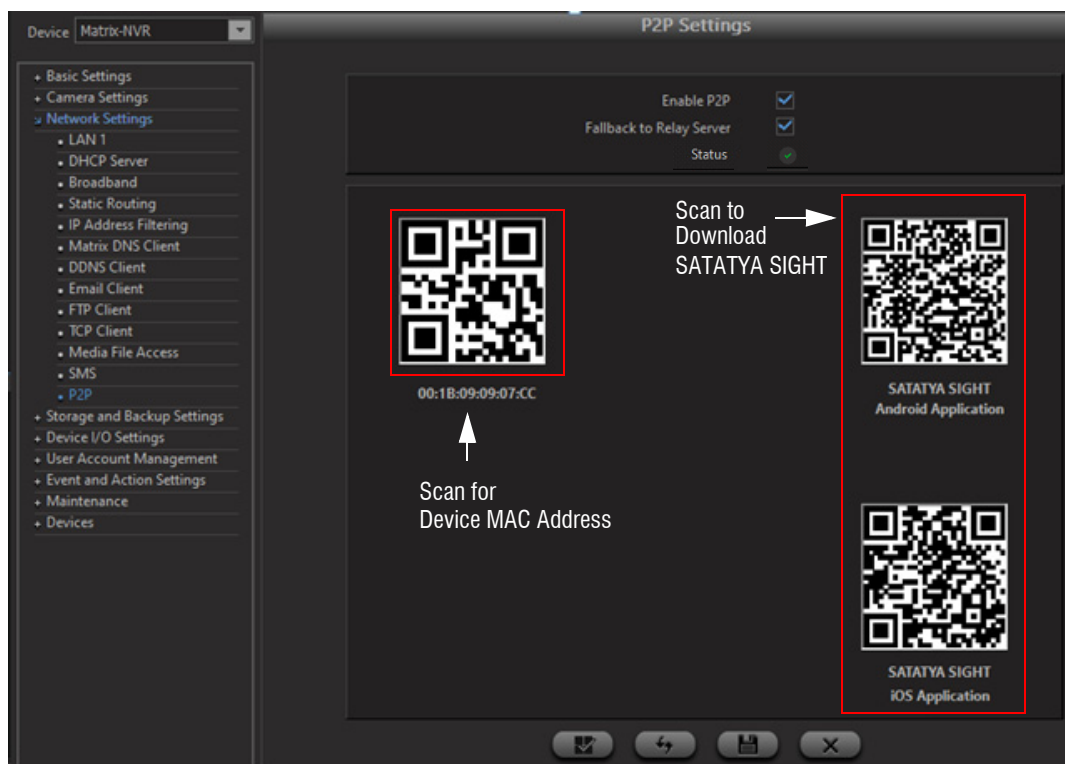 P2P Settings
Device Matrix-NVR
+ Basic Settings
+ Camera Settings
Network Settings
LAN 1
DHCP Server
Broadband
Static Routing
IP Address Filtering
Matrix DNS Client
DDNS Client
Email Client
FTP Client
TCP Client
Media File Access
SMS
P2P
+ Storage and Backup Settings
+ Device I/O Settings
+ User Account Management
+ Event and Action Settings
+ Maintenance
+ Devices
Enable P2P
Fallback to Relay Server
Status
00:1B:09:09:07:CC
Scan for
Device MAC Address
Scan to
Download
SATATYA SIGHT
SATATYA SIGHT
Android Application
SATATYA SIGHT
iOS Application